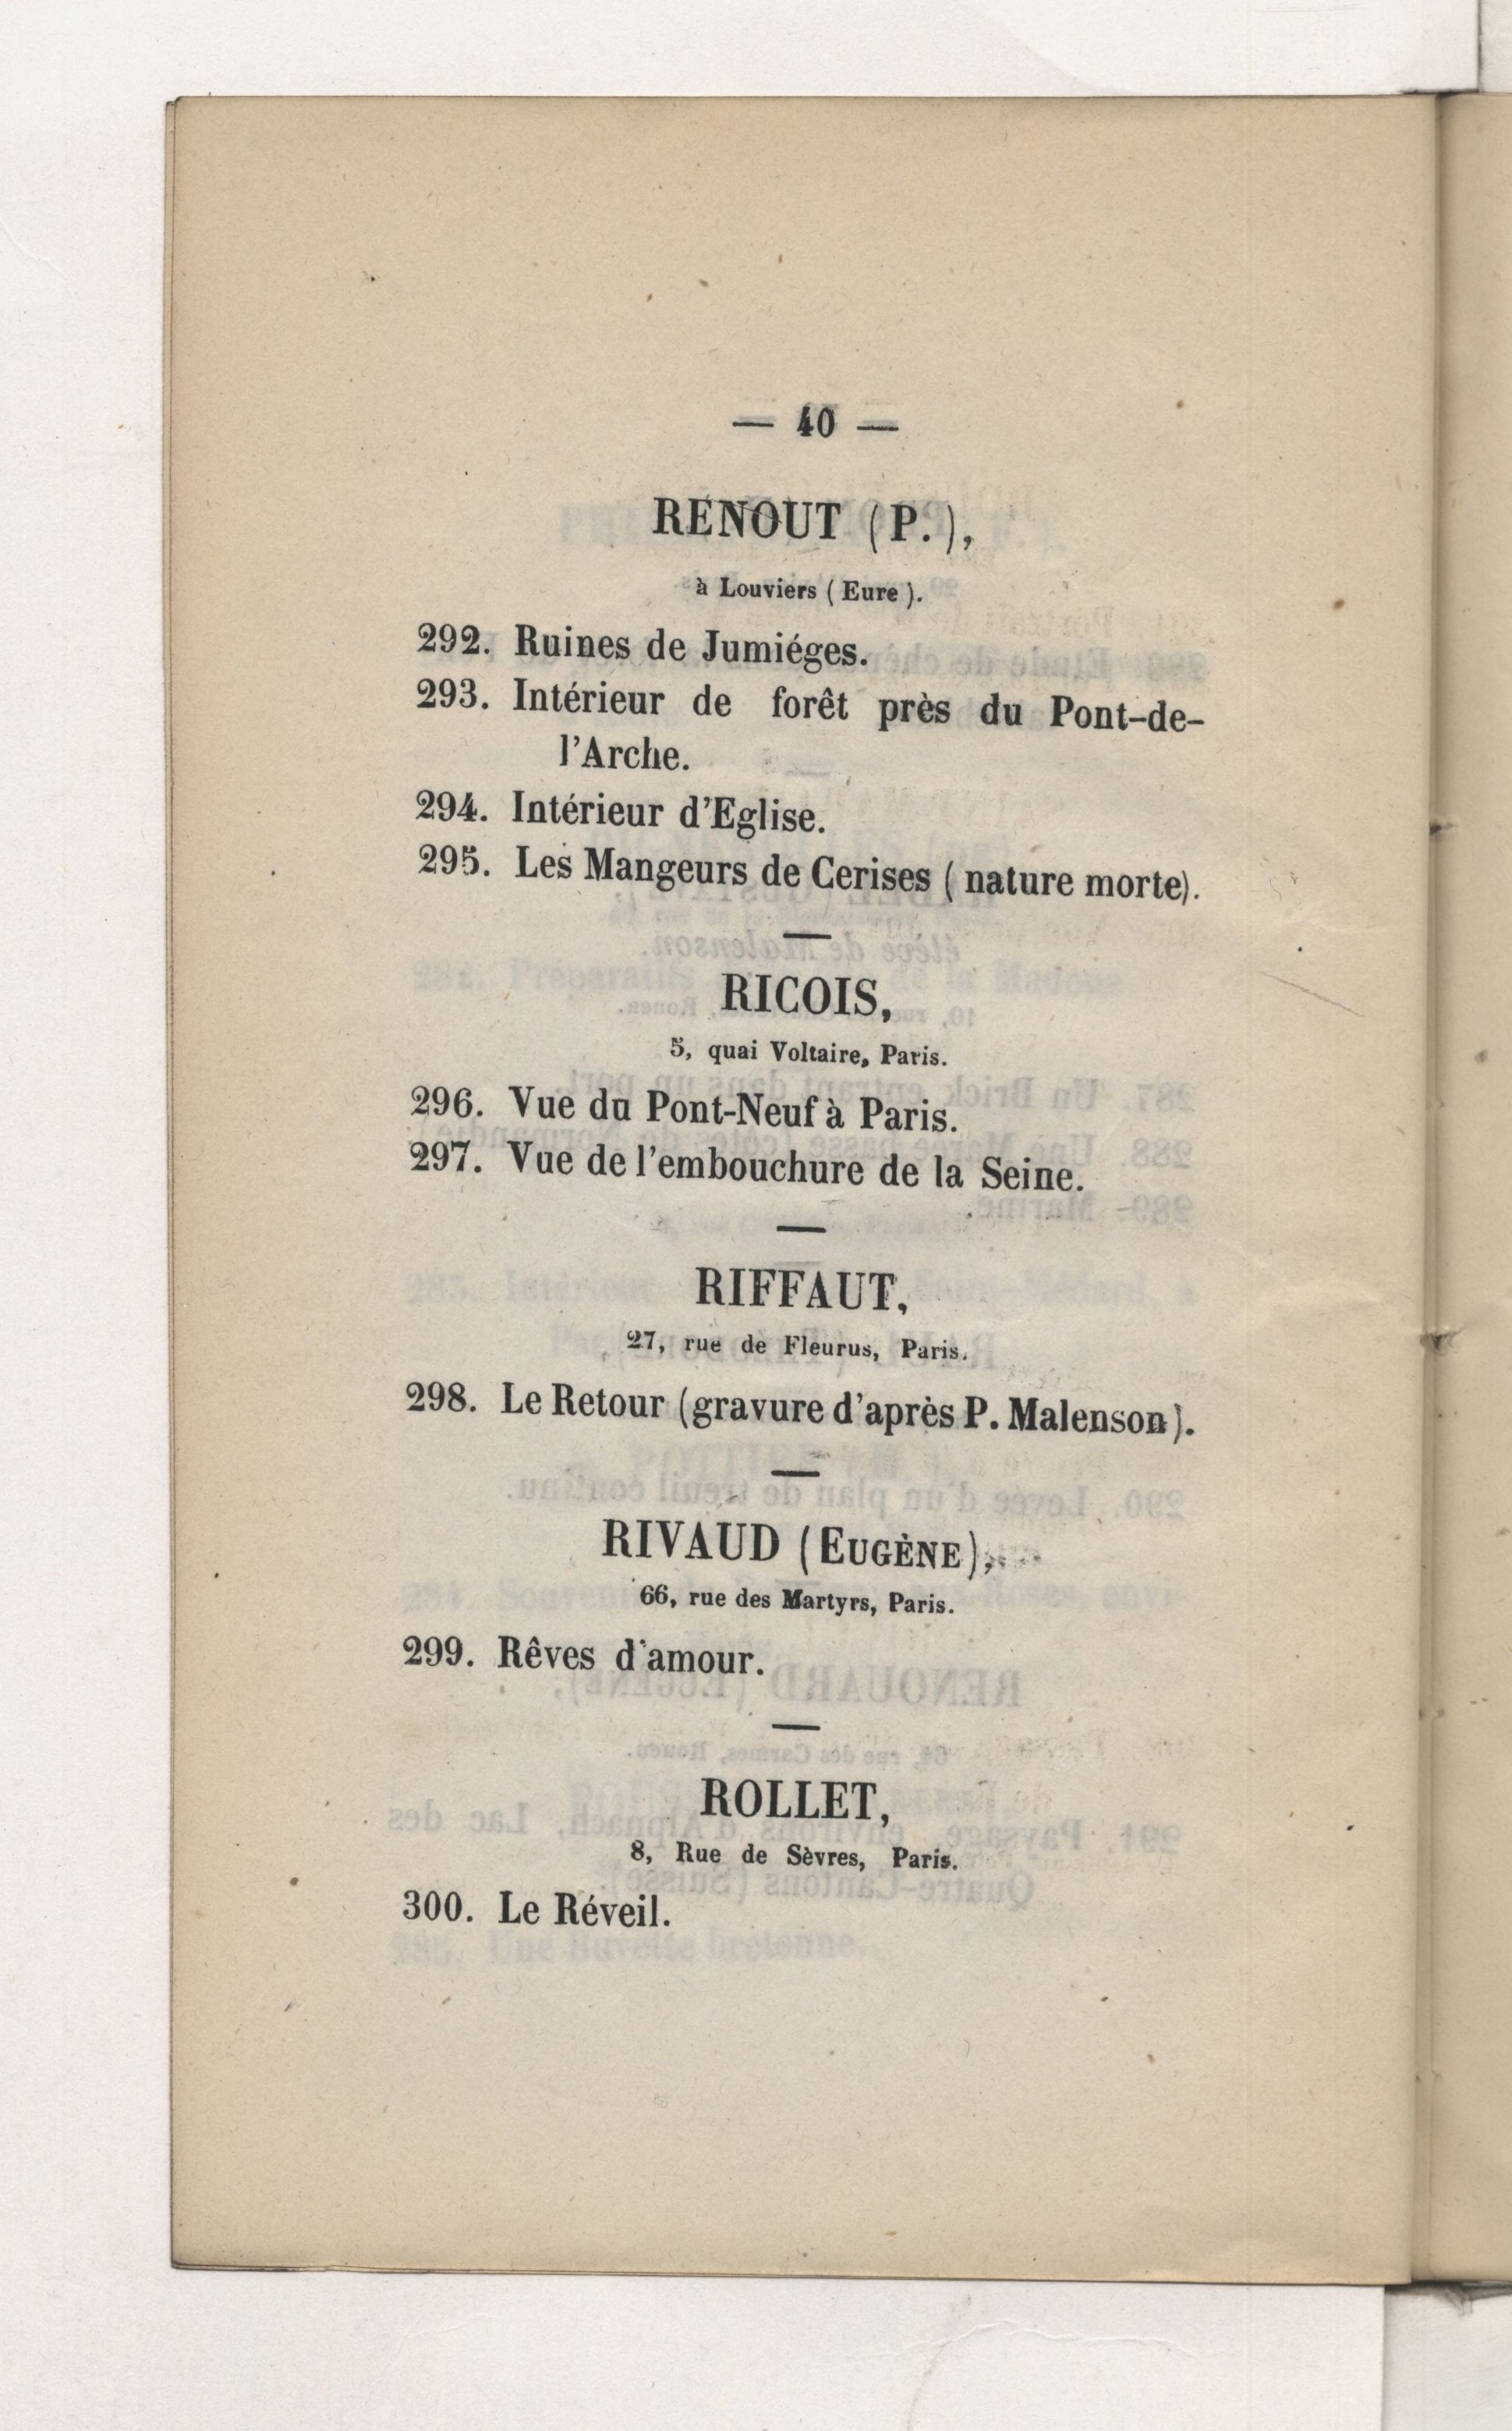 — 40 —
RENOUT (P.),
à Louviers (Eure).
292. Ruines de Jumiéges.
293. Intérieur de forêt près du Pont-de-
l'Arche.
294. Intérieur d'Eglise.
295. Les Mangeurs de Cerises (nature morte).
RICOIS,
5, quai Voltaire, Paris.
296. Vue du Pont-Neuf à Paris.
297. Vue de l'embouchure de la Seine.
RIFFAUT,
27, rue de Fleurus, Paris.
298. Le Retour (gravure d'après P. Malenson).
RIVAUD (EUGÈNE),
66, rue des Martyrs, Paris.
299. Rêves d'amour.
ROLLET,
8, Rue de Sèvres, Paris.
300. Le Réveil.